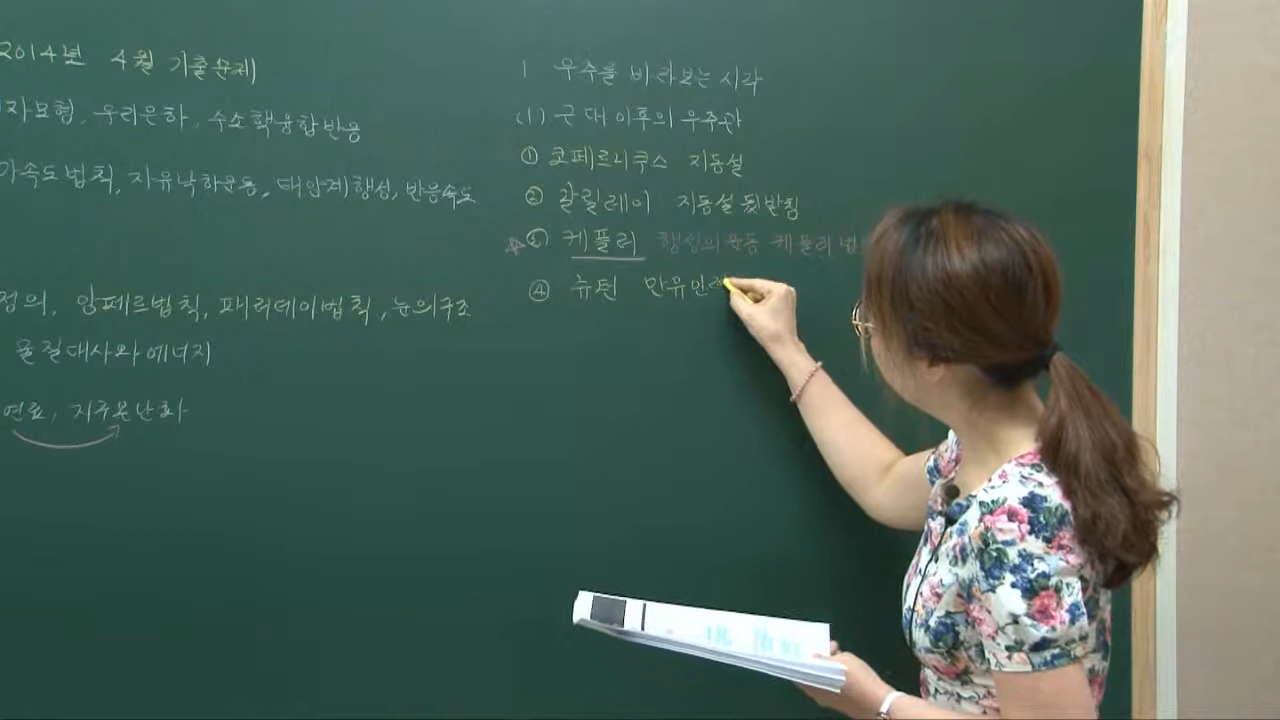 2014년 4월 기출문제)
자모형, 우리은하, 수소핵융합반응
가속도법칙, 자유낙하운동, 태양계행성, 반응속도
정의, 암페르법칙, 패러데이법칙, 눈의구조
물질대사와에너지
연료, 지구온난화
1 우주를 바라보는 시각
(1) 근대 이후의 우주관
① 코페르니쿠스 지동설
② 갈릴레이 지동설 뒷받침
☆③ 케플러 행성의 운동 케플러 법
④ 뉴턴 만유인